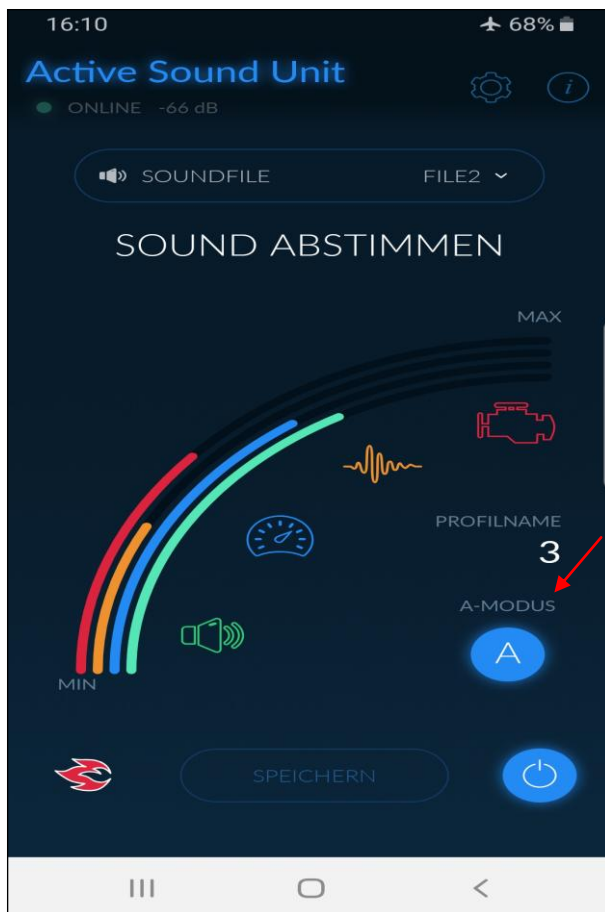 16:10
68%
Active Sound Unit
ONLINE -66 dB
i
SOUNDFILE FILE2
SOUND ABSTIMMEN
MAX
PROFILNAME
3
A-MODUS
A
MIN
SPEICHERN